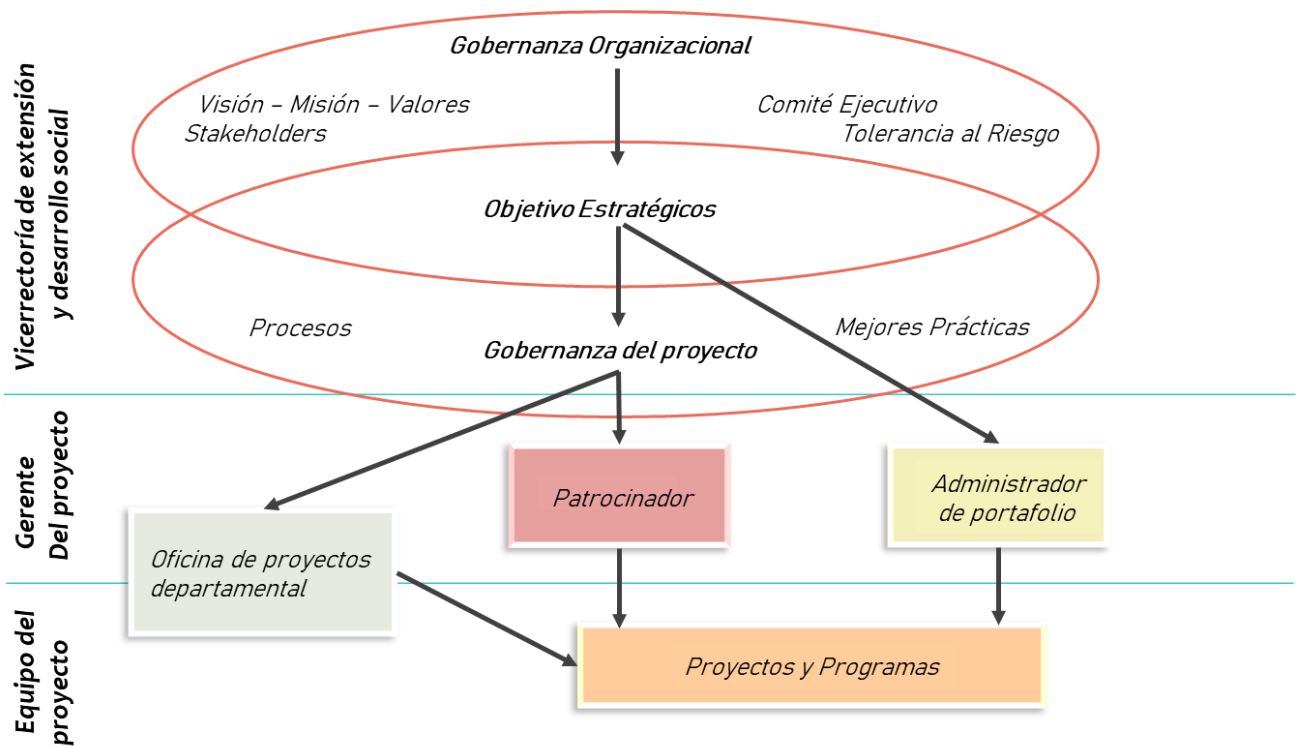 Vicerrectoría de extensión
y desarrollo social
Gobernanza Organizacional
Visión – Misión – Valores
Stakeholders
Comité Ejecutivo
Tolerancia al Riesgo
Objetivo Estratégicos
Procesos
Mejores Prácticas
Gobernanza del proyecto
Gerente
Del proyecto
Patrocinador
Administrador
de portafolio
Oficina de proyectos
departamental
Equipo del
proyecto
Proyectos y Programas